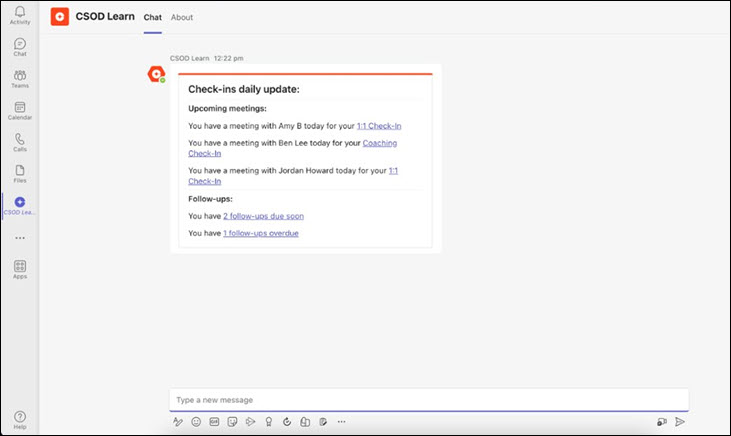 Activity
Chat
Teams
Calendar
Calls
Files
CSOD Lea...
Apps
Help
CSOD Learn Chat About
CSOD Learn 12:22 pm
Check-ins daily update:
Upcoming meetings:
You have a meeting with Amy B today for your 1:1 Check-In
You have a meeting with Ben Lee today for your Coaching
Check-In
You have a meeting with Jordan Howard today for your 1:1
Check-In
Follow-ups:
You have 2 follow-ups due soon
You have 1 follow-ups overdue
Type a new message
GIF